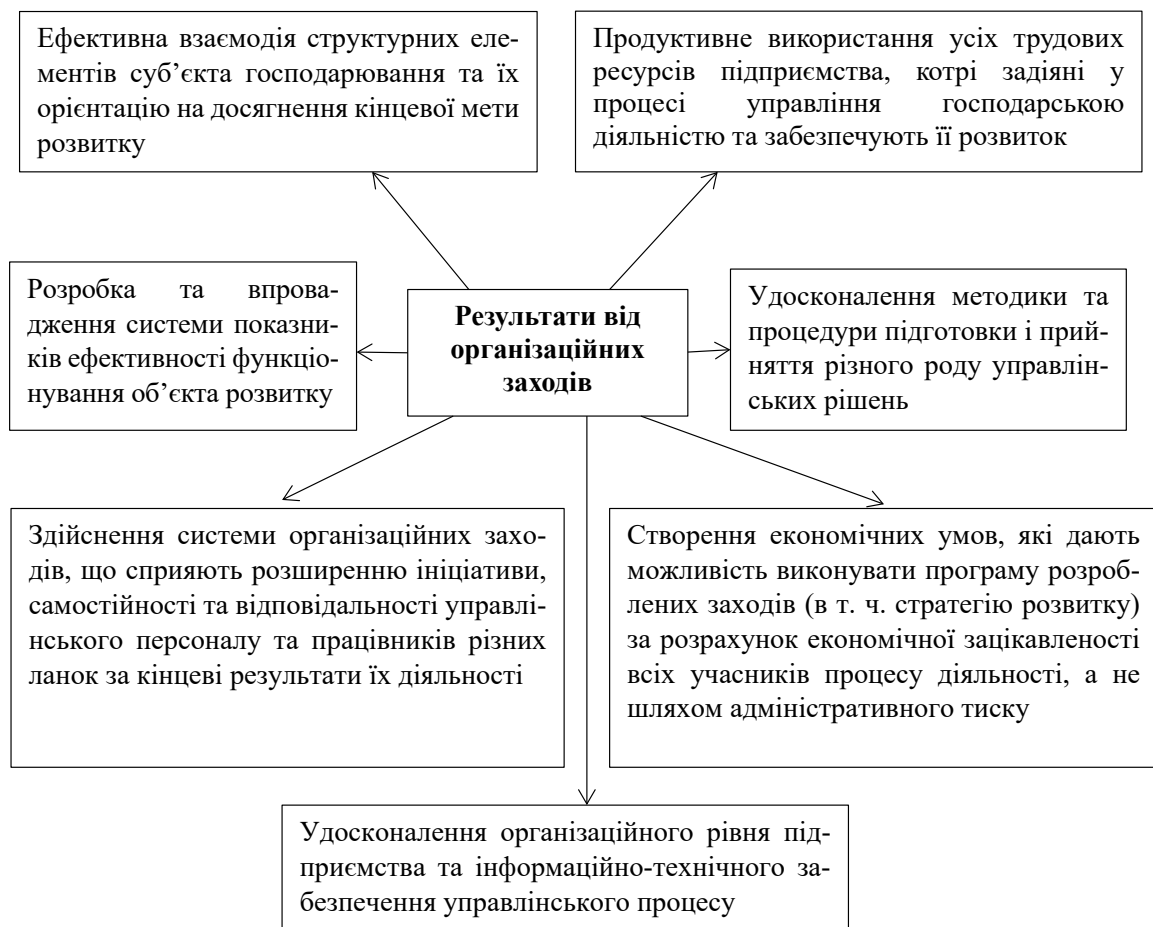 Ефективна взаємодія структурних еле-
ментів суб’єкта господарювання та їх
орієнтацію на досягнення кінцевої мети
розвитку
Продуктивне використання усіх трудових
ресурсів підприємства, котрі задіяні у
процесі управління господарською
діяльністю та забезпечують її розвиток
Розробка та впрова-
дження системи показни-
ків ефективності функціо-
нування об’єкта розвитку
Результати від
організаційних
заходів
Удосконалення методики та
процедури підготовки і прий-
няття різного роду управлін-
ських рішень
Здійснення системи організаційних захо-
дів, що сприяють розширенню ініціативи,
самостійності та відповідальності управлі-
нського персоналу та працівників різних
ланок за кінцеві результати їх діяльності
Створення економічних умов, які дають
можливість виконувати програму розроб-
лених заходів (в т. ч. стратегію розвитку)
за розрахунок економічної зацікавленості
всіх учасників процесу діяльності, а не
шляхом адміністративного тиску
Удосконалення організаційного рівня під-
приємства та інформаційно-технічного за-
безпечення управлінського процесу